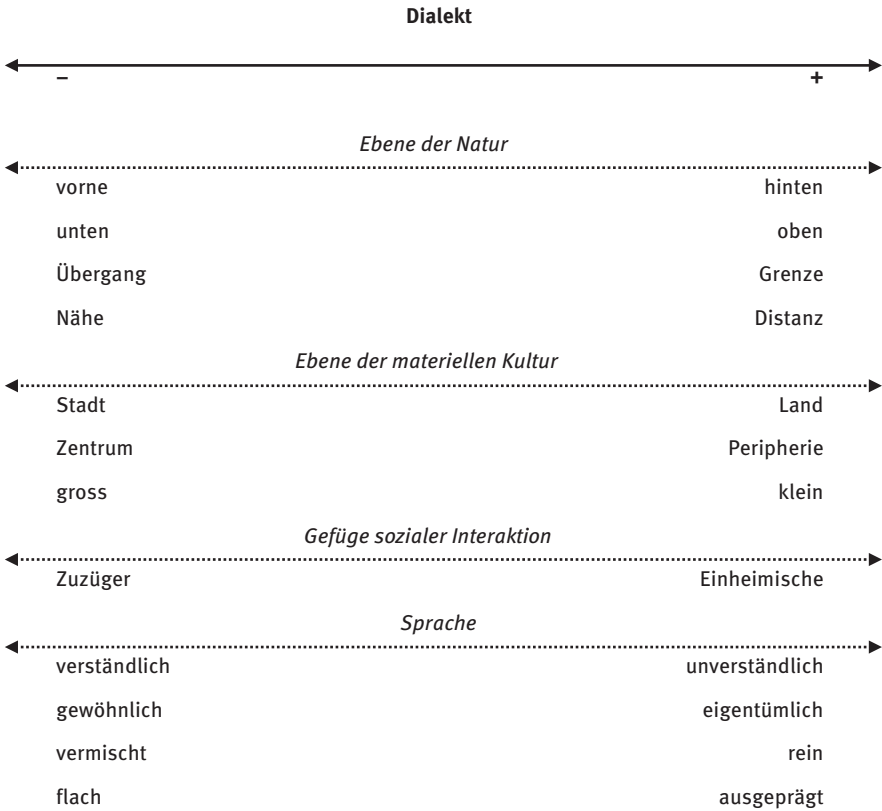 Dialekt
– +
Ebene der Natur
vorne hinten
unten oben
Übergang Grenze
Nähe Distanz
Ebene der materiellen Kultur
Stadt Land
Zentrum Peripherie
gross klein
Gefüge sozialer Interaktion
Zuzüger Einheimische
Sprache
verständlich unverständlich
gewöhnlich eigentümlich
vermischt rein
flach ausgeprägt